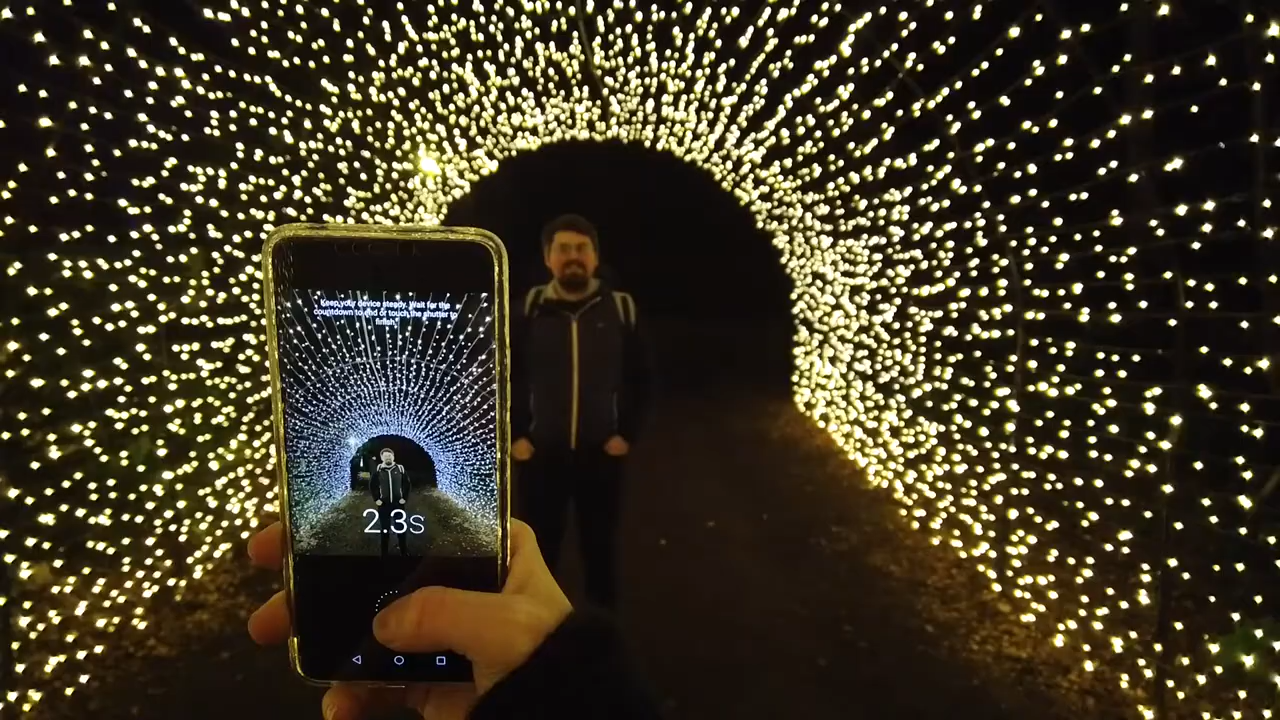 Keep your device steady. Wait for the
countdown to end or touch the shutter to
finish.
2.3s